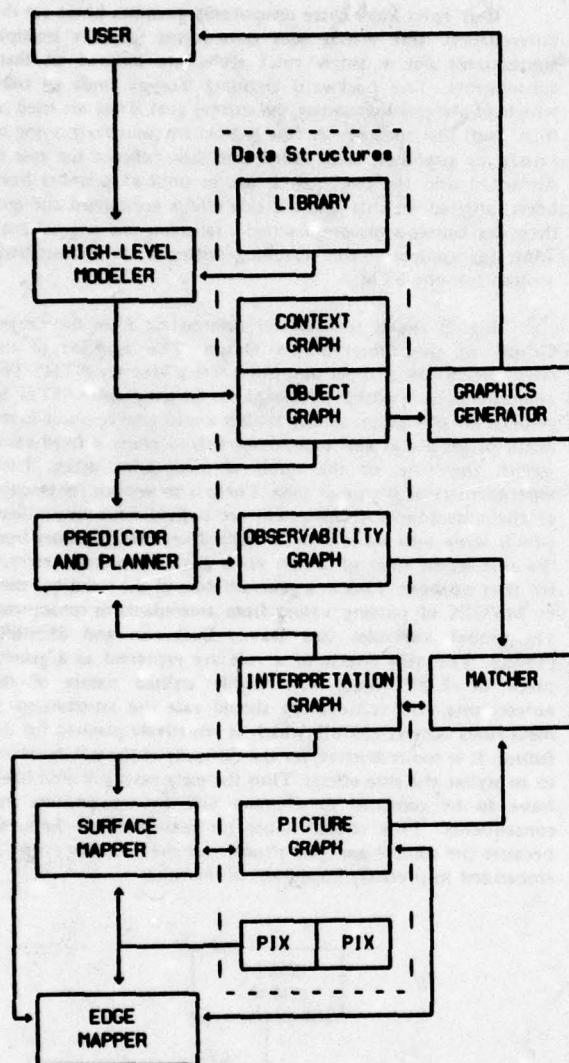 USER
Data Structures
LIBRARY
HIGH-LEVEL
MODELER
CONTEXT
GRAPH
OBJECT
GRAPH
GRAPHICS
GENERATOR
PREDICTOR
AND PLANNER
OBSERVABILITY
GRAPH
INTERPRETATION
GRAPH
MATCHER
SURFACE
MAPPER
PICTURE
GRAPH
PIX
PIX
EDGE
MAPPER